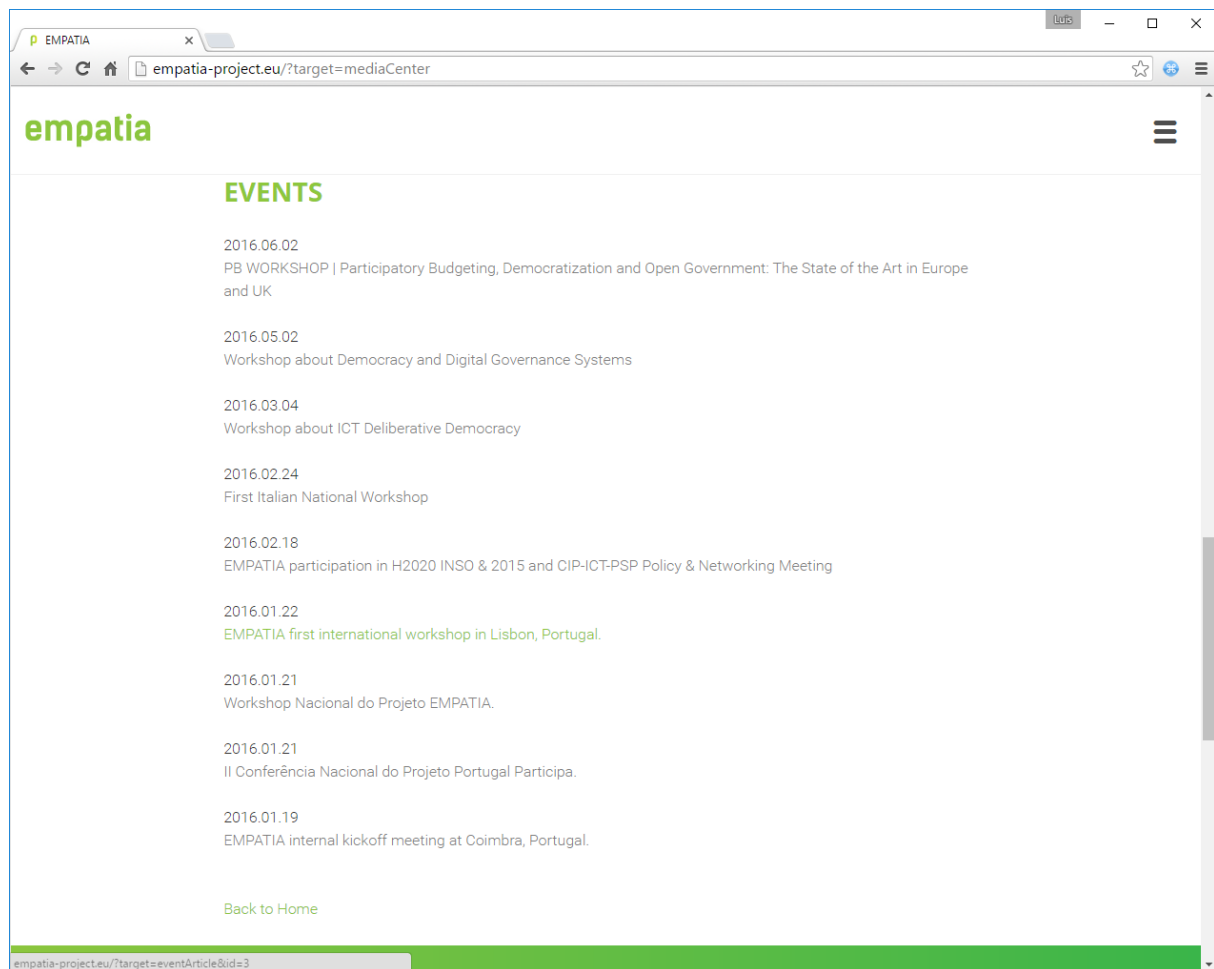 Luís
EMPATIA
empatia-project.eu/?target=mediaCenter
empatia
EVENTS
2016.06.02
PB WORKSHOP | Participatory Budgeting, Democratization and Open Government: The State of the Art in Europe
and UK
2016.05.02
Workshop about Democracy and Digital Governance Systems
2016.03.04
Workshop about ICT Deliberative Democracy
2016.02.24
First Italian National Workshop
2016.02.18
EMPATIA participation in H2020 INSO & 2015 and CIP-ICT-PSP Policy & Networking Meeting
2016.01.22
EMPATIA first international workshop in Lisbon, Portugal.
2016.01.21
Workshop Nacional do Projeto EMPATIA.
2016.01.21
II Conferência Nacional do Projeto Portugal Participa.
2016.01.19
EMPATIA internal kickoff meeting at Coimbra, Portugal.
Back to Home
empatia-project.eu/?target=eventArticle&id=3